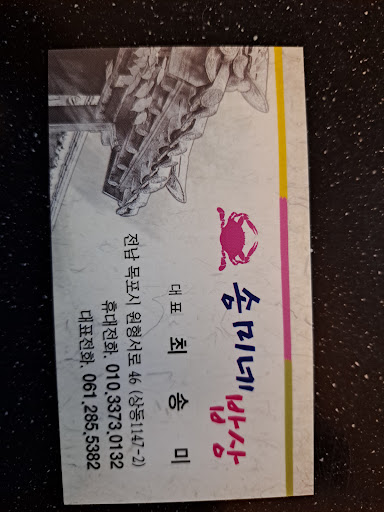 송미네밥상
대표 최송미
전남 목포시 원형서로 46 (상동1147-2)
휴대전화. 010.3373.0132
대표전화. 061.285.5382